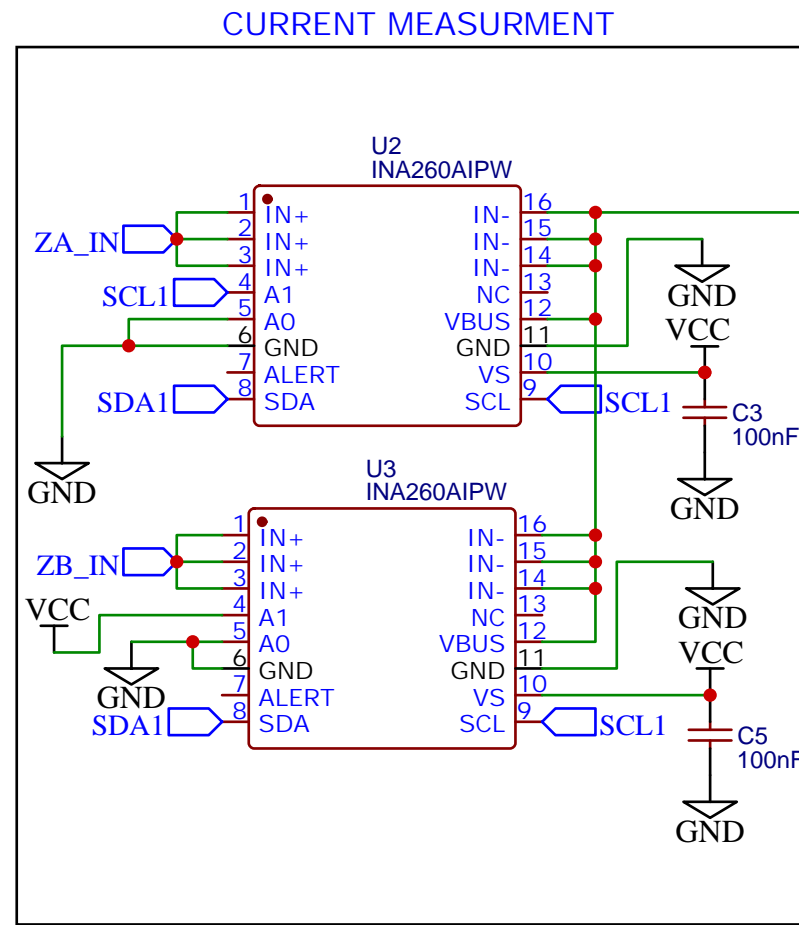 CURRENT MEASURMENT
U2
INA260AIPW
1 IN+ IN- 16
ZA_IN 2 IN+ IN- 15
3 IN+ IN- 14
SCL1 4 A1 NC 13
5 A0 VBUS 12
6 GND GND 11
7 ALERT VS 10
SDA1 8 SDA SCL 9 SCL1
GND
VCC
C3
100nF
GND
GND
U3
INA260AIPW
1 IN+ IN- 16
ZB_IN 2 IN+ IN- 15
3 IN+ IN- 14
VCC 4 A1 NC 13
5 A0 VBUS 12
6 GND GND 11
GND 7 ALERT VS 10
SDA1 8 SDA SCL 9 SCL1
GND
VCC
C5
100nF
GND